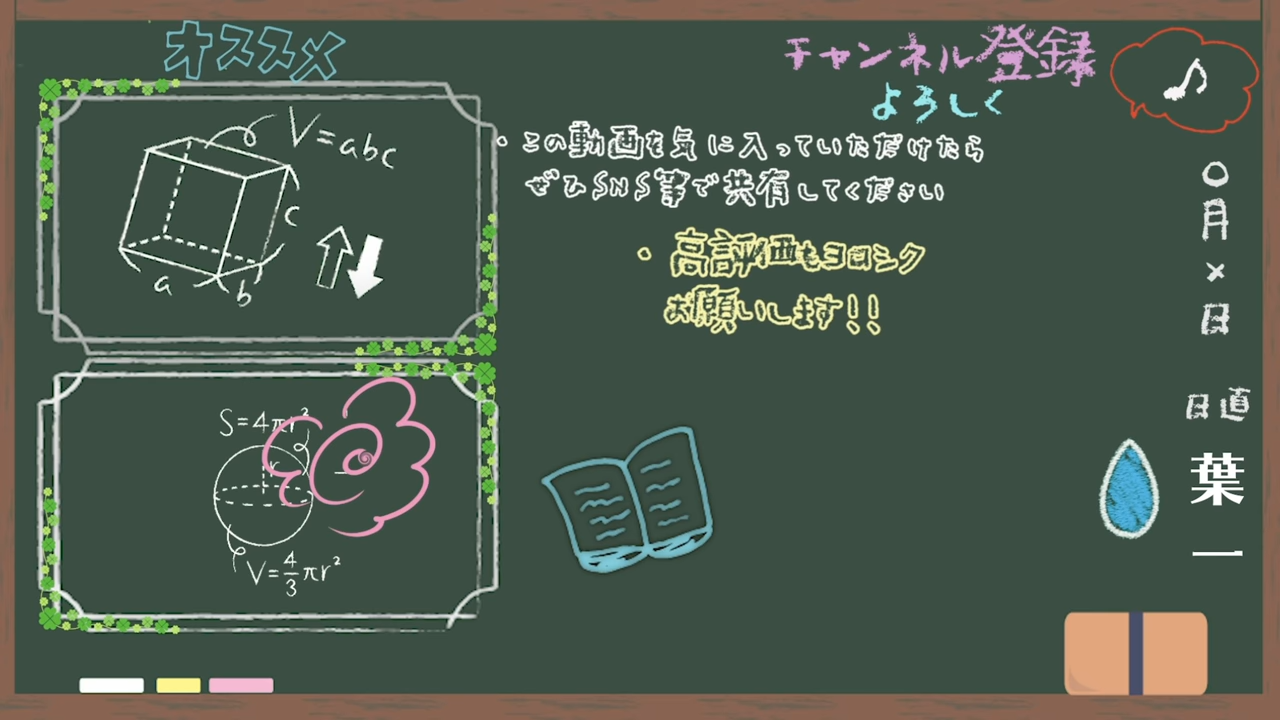 オススメ
V=abc
c
a
b
S=4πr²
r
V=4/3πr²
チャンネル登録
よろしく
・この動画を気に入っていただけたら
ぜひSNS等で共有してください
・高評価もヨロシク
お願いします!!
♪
〇月×日
日直
葉一